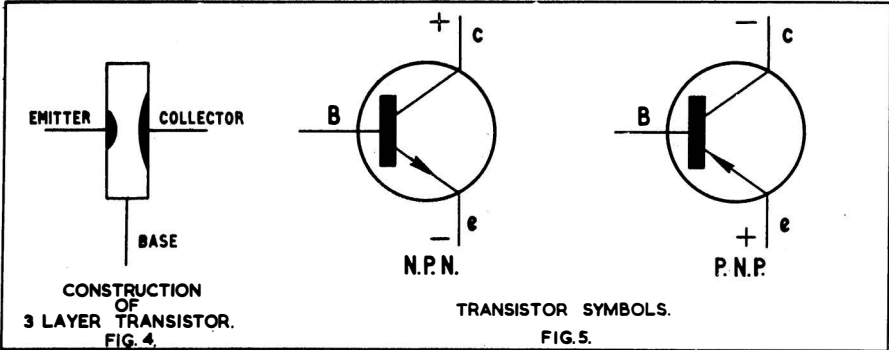 EMITTER
COLLECTOR
BASE
CONSTRUCTION
OF
3 LAYER TRANSISTOR.
FIG. 4.
+ c
B
e
−
N.P.N.
− c
B
e
+
P.N.P.
TRANSISTOR SYMBOLS.
FIG. 5.